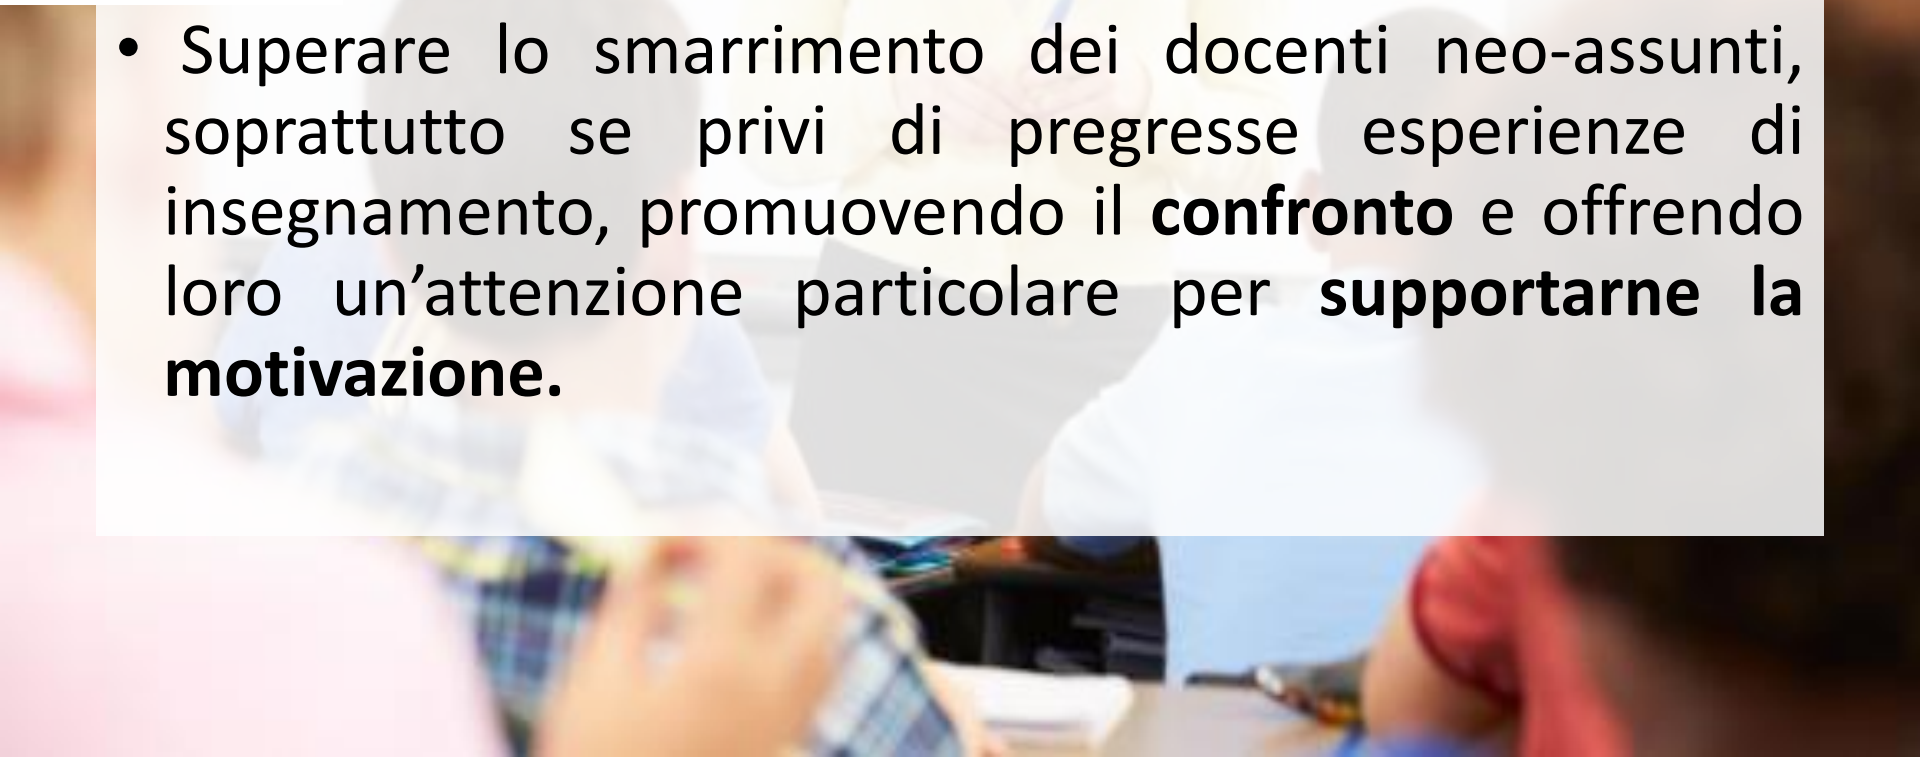 • Superare lo smarrimento dei docenti neo-assunti,
soprattutto se privi di pregresse esperienze di
insegnamento, promuovendo il confronto e offrendo
loro un’attenzione particolare per supportarne la
motivazione.